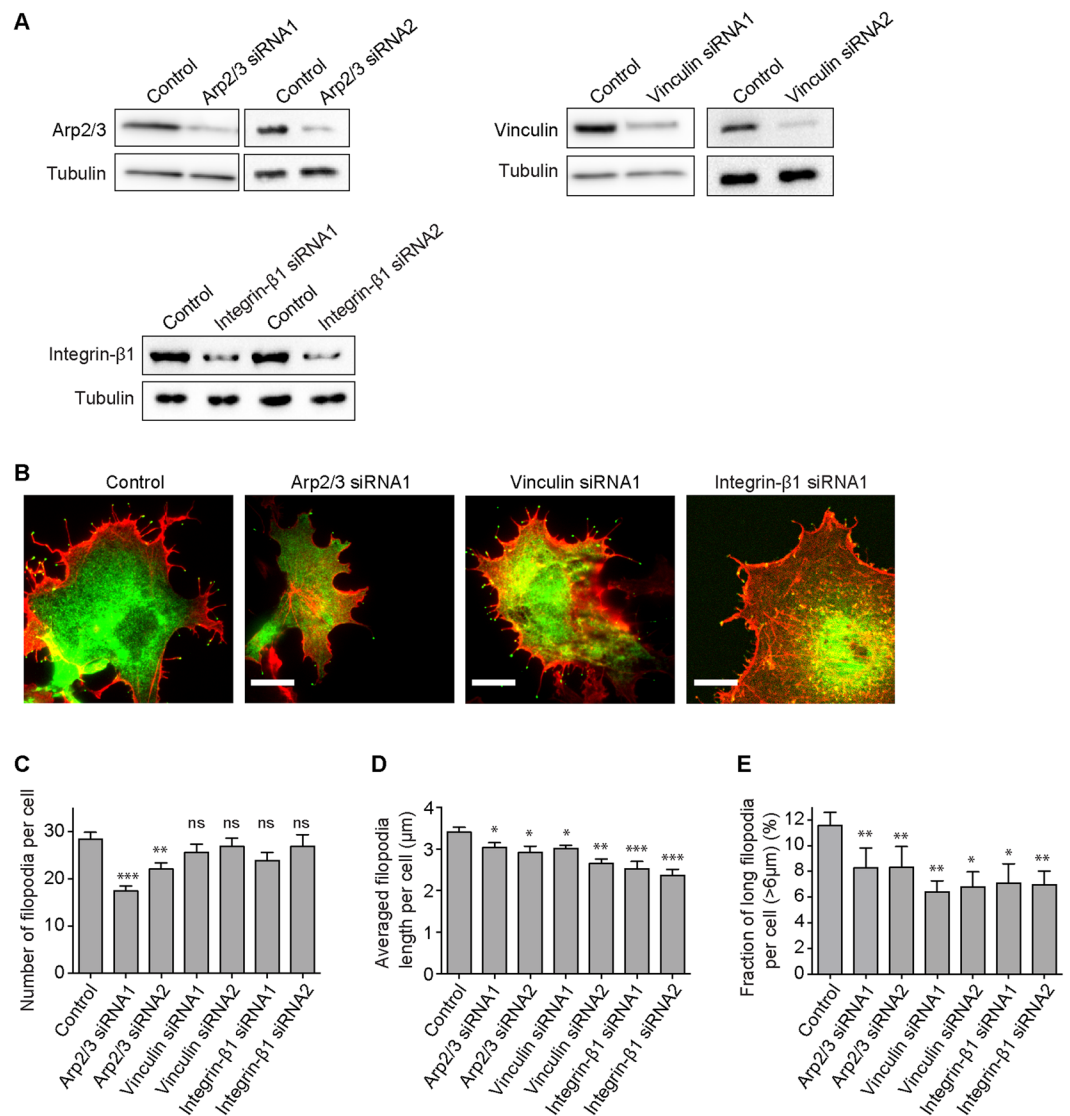 A
Control
Arp2/3 siRNA1
Control
Arp2/3 siRNA2
Arp2/3
Tubulin
Control
Vinculin siRNA1
Control
Vinculin siRNA2
Vinculin
Tubulin
Control
Integrin-β1 siRNA1
Control
Integrin-β1 siRNA2
Integrin-β1
Tubulin
B
Control
Arp2/3 siRNA1
Vinculin siRNA1
Integrin-β1 siRNA1
C
Number of filopodia per cell
30
20
10
0
***
**
ns
ns
ns
ns
Control
Arp2/3 siRNA1
Arp2/3 siRNA2
Vinculin siRNA1
Vinculin siRNA2
Integrin-β1 siRNA1
Integrin-β1 siRNA2
D
Averaged filopodia
length per cell (μm)
4
3
2
1
0
*
*
*
**
***
***
Control
Arp2/3 siRNA1
Arp2/3 siRNA2
Vinculin siRNA1
Vinculin siRNA2
Integrin-β1 siRNA1
Integrin-β1 siRNA2
E
Fraction of long filopodia
per cell (>6μm) (%)
12
10
8
6
4
2
0
**
**
**
*
*
**
Control
Arp2/3 siRNA1
Arp2/3 siRNA2
Vinculin siRNA1
Vinculin siRNA2
Integrin-β1 siRNA1
Integrin-β1 siRNA2